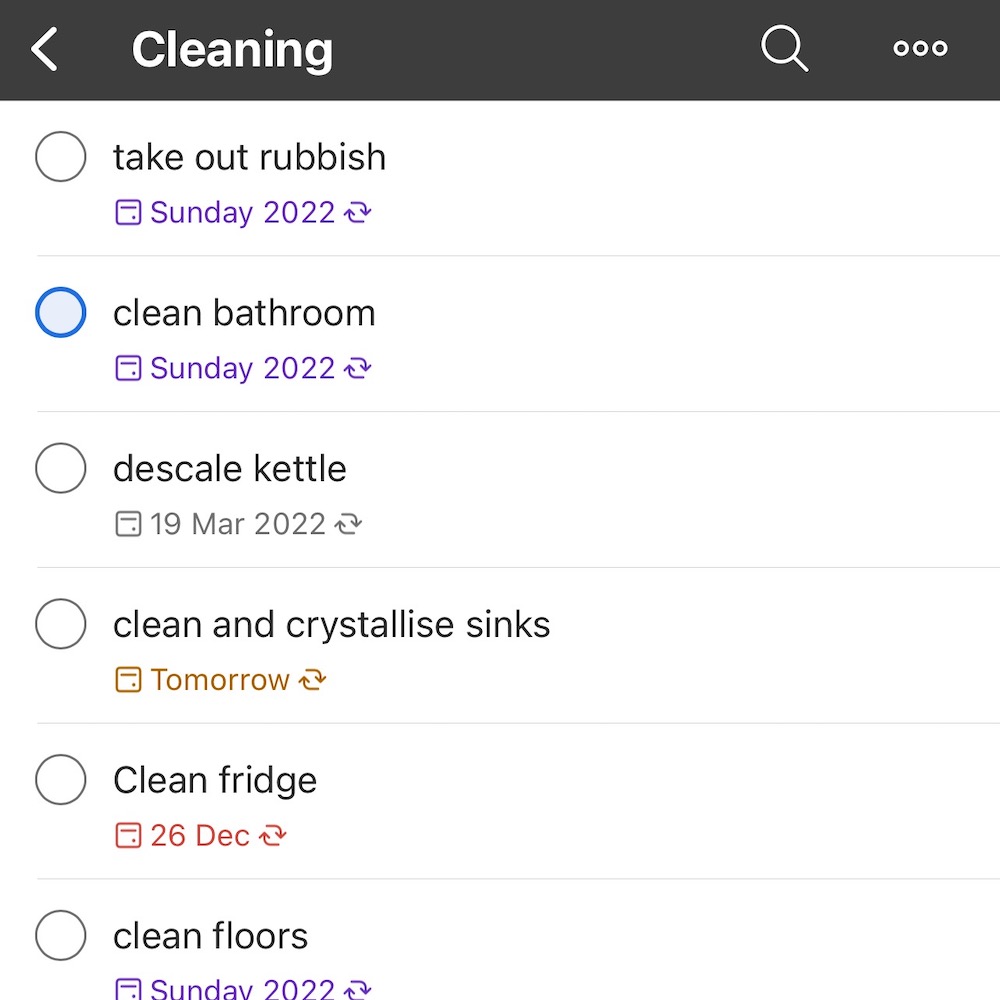 Cleaning
take out rubbish
Sunday 2022
clean bathroom
Sunday 2022
descale kettle
19 Mar 2022
clean and crystallise sinks
Tomorrow
Clean fridge
26 Dec
clean floors
Sunday 2022